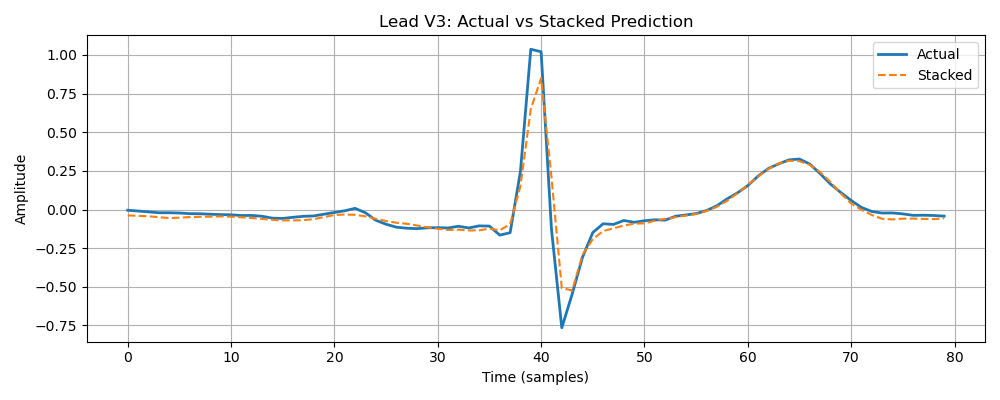 Lead V3: Actual vs Stacked Prediction
Actual
Stacked
Amplitude
1.00
0.75
0.50
0.25
0.00
−0.25
−0.50
−0.75
0 10 20 30 40 50 60 70 80
Time (samples)